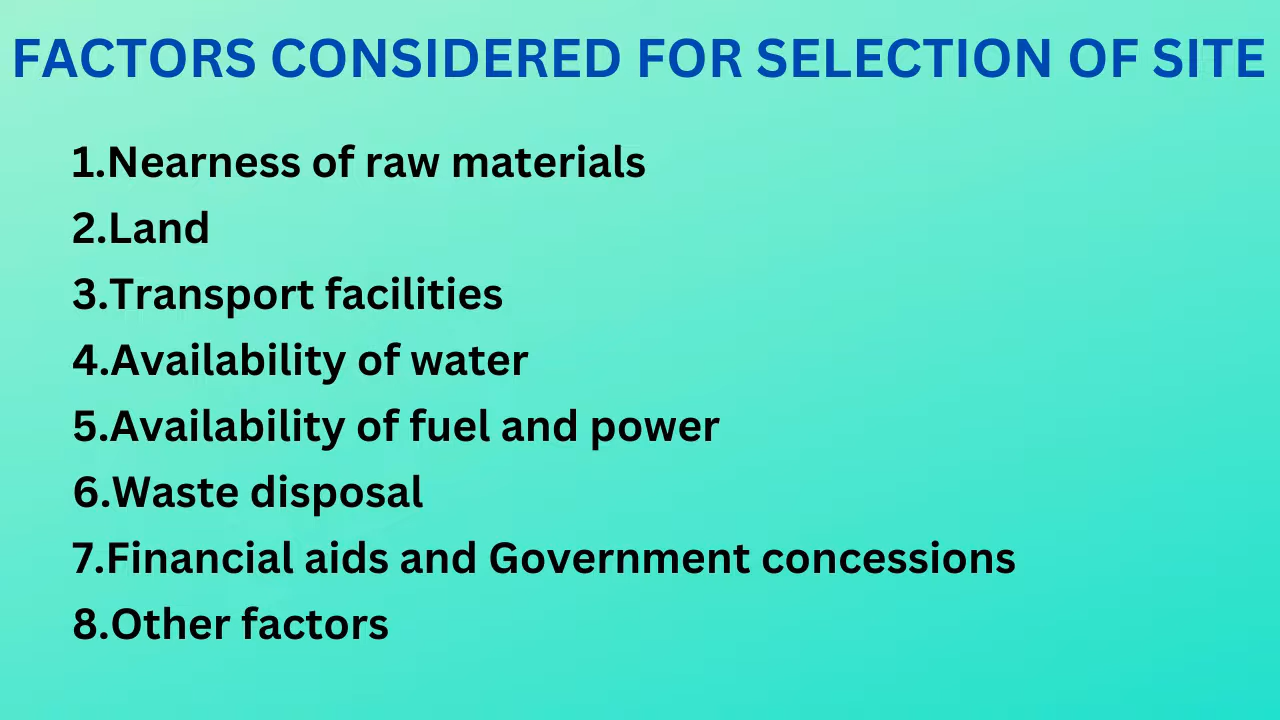 FACTORS CONSIDERED FOR SELECTION OF SITE
1.Nearness of raw materials
2.Land
3.Transport facilities
4.Availability of water
5.Availability of fuel and power
6.Waste disposal
7.Financial aids and Government concessions
8.Other factors